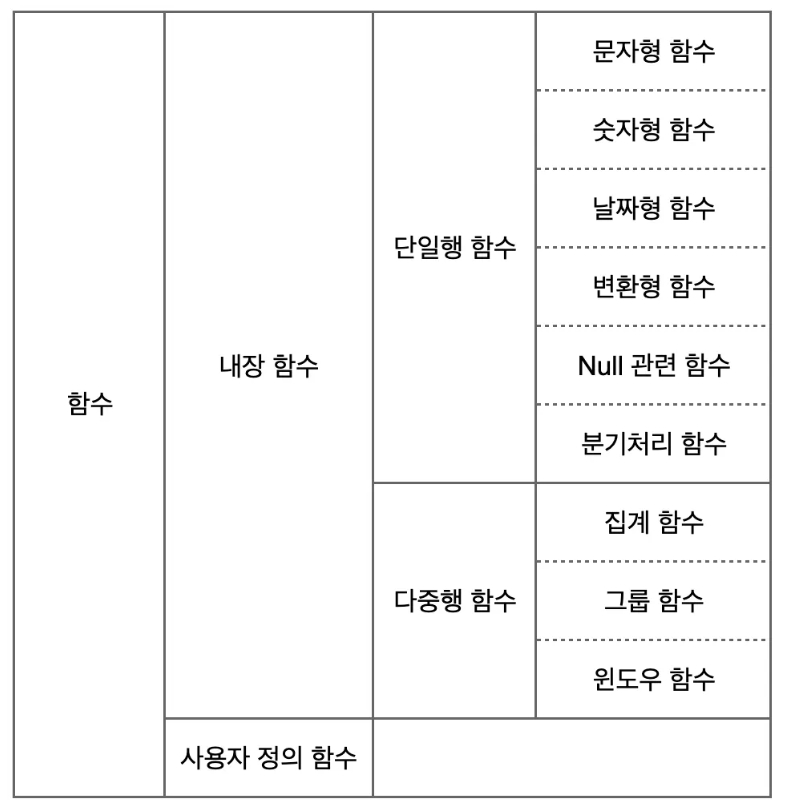 함수
내장 함수
단일행 함수
문자형 함수
숫자형 함수
날짜형 함수
변환형 함수
Null 관련 함수
분기처리 함수
다중행 함수
집계 함수
그룹 함수
윈도우 함수
사용자 정의 함수